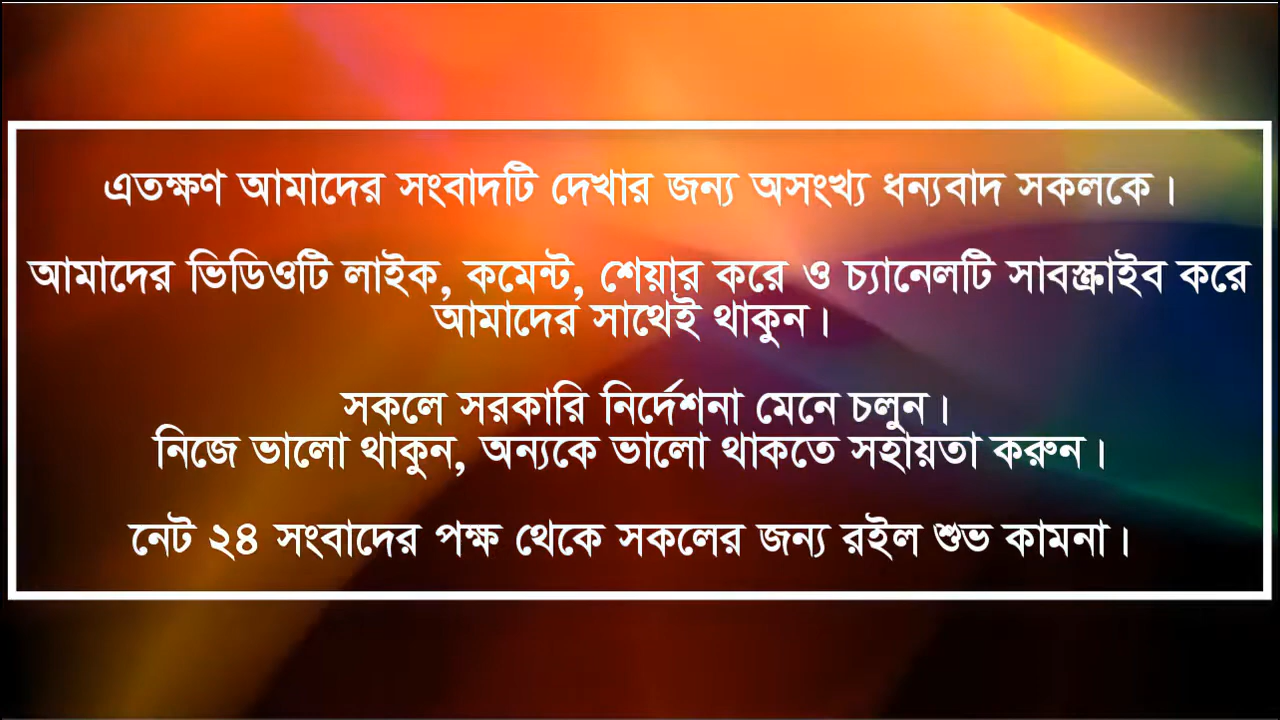 এতক্ষণ আমাদের সংবাদটি দেখার জন্য অসংখ্য ধন্যবাদ সকলকে।
আমাদের ভিডিওটি লাইক, কমেন্ট, শেয়ার করে ও চ্যানেলটি সাবস্ক্রাইব করে
আমাদের সাথেই থাকুন।
সকলে সরকারি নির্দেশনা মেনে চলুন।
নিজে ভালো থাকুন, অন্যকে ভালো থাকতে সহায়তা করুন।
নেট ২৪ সংবাদের পক্ষ থেকে সকলের জন্য রইল শুভ কামনা।